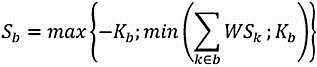 S_b = max { −K_b; min ( ∑_{k∈b} WS_k ; K_b ) }